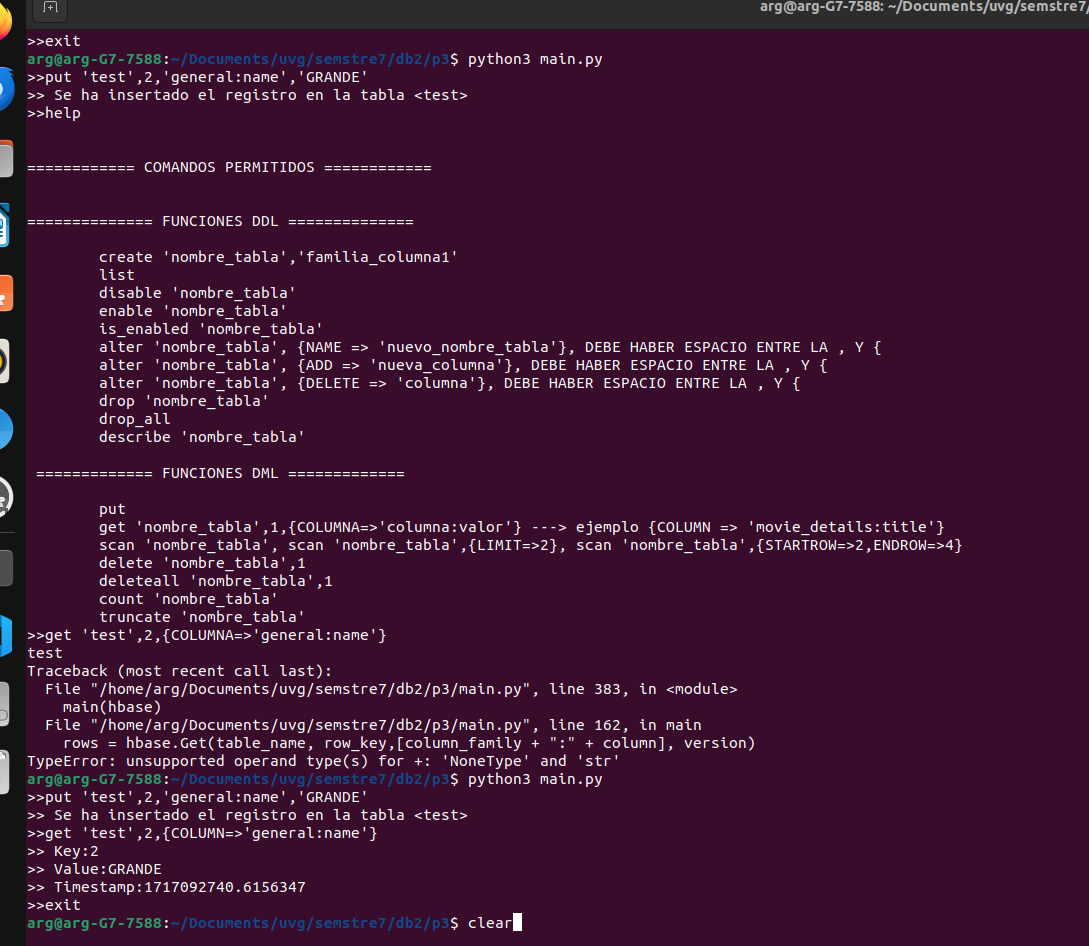 arg@arg-G7-7588: ~/Documents/uvg/semstre7/
>>exit
arg@arg-G7-7588:~/Documents/uvg/semstre7/db2/p3$ python3 main.py
>>put 'test',2,'general:name','GRANDE'
>> Se ha insertado el registro en la tabla <test>
>>help
============ COMANDOS PERMITIDOS ============
============== FUNCIONES DDL ==============
create 'nombre_tabla','familia_columna1'
list
disable 'nombre_tabla'
enable 'nombre_tabla'
is_enabled 'nombre_tabla'
alter 'nombre_tabla', {NAME => 'nuevo_nombre_tabla'}, DEBE HABER ESPACIO ENTRE LA , Y {
alter 'nombre_tabla', {ADD => 'nueva_columna'}, DEBE HABER ESPACIO ENTRE LA , Y {
alter 'nombre_tabla', {DELETE => 'columna'}, DEBE HABER ESPACIO ENTRE LA , Y {
drop 'nombre_tabla'
drop_all
describe 'nombre_tabla'
============= FUNCIONES DML =============
put
get 'nombre_tabla',1,{COLUMNA=>'columna:valor'} ---> ejemplo {COLUMN => 'movie_details:title'}
scan 'nombre_tabla', scan 'nombre_tabla',{LIMIT=>2}, scan 'nombre_tabla',{STARTROW=>2,ENDROW=>4}
delete 'nombre_tabla',1
deleteall 'nombre_tabla',1
count 'nombre_tabla'
truncate 'nombre_tabla'
>>get 'test',2,{COLUMNA=>'general:name'}
test
Traceback (most recent call last):
File "/home/arg/Documents/uvg/semstre7/db2/p3/main.py", line 383, in <module>
main(hbase)
File "/home/arg/Documents/uvg/semstre7/db2/p3/main.py", line 162, in main
rows = hbase.Get(table_name, row_key,[column_family + ":" + column], version)
TypeError: unsupported operand type(s) for +: 'NoneType' and 'str'
arg@arg-G7-7588:~/Documents/uvg/semstre7/db2/p3$ python3 main.py
>>put 'test',2,'general:name','GRANDE'
>> Se ha insertado el registro en la tabla <test>
>>get 'test',2,{COLUMN=>'general:name'}
>> Key:2
>> Value:GRANDE
>> Timestamp:1717092740.6156347
>>exit
arg@arg-G7-7588:~/Documents/uvg/semstre7/db2/p3$ clear